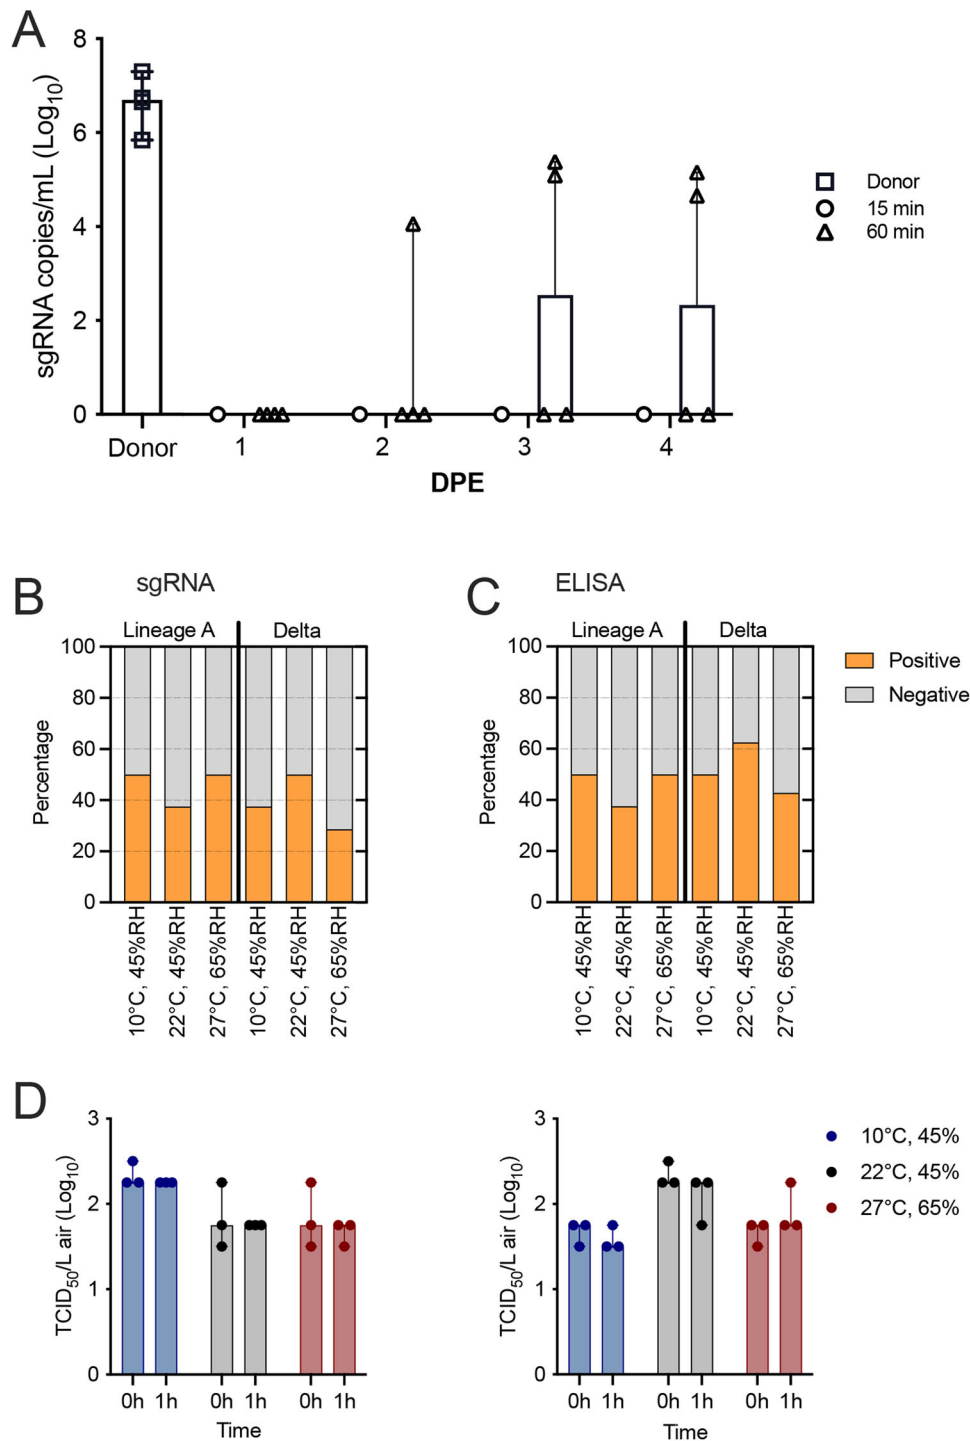 A
sgRNA copies/mL (Log10)
8
6
4
2
0
Donor
1
2
3
4
DPE
Donor
15 min
60 min
B
sgRNA
Lineage A
Delta
Percentage
100
80
60
40
20
0
10°C, 45%RH
22°C, 45%RH
27°C, 65%RH
10°C, 45%RH
22°C, 45%RH
27°C, 65%RH
C
ELISA
Lineage A
Delta
Percentage
100
80
60
40
20
0
10°C, 45%RH
22°C, 45%RH
27°C, 65%RH
10°C, 45%RH
22°C, 45%RH
27°C, 65%RH
Positive
Negative
D
TCID50/L air (Log10)
3
2
1
0
0h 1h 0h 1h 0h 1h
Time
TCID50/L air (Log10)
3
2
1
0
0h 1h 0h 1h 0h 1h
Time
10°C, 45%
22°C, 45%
27°C, 65%